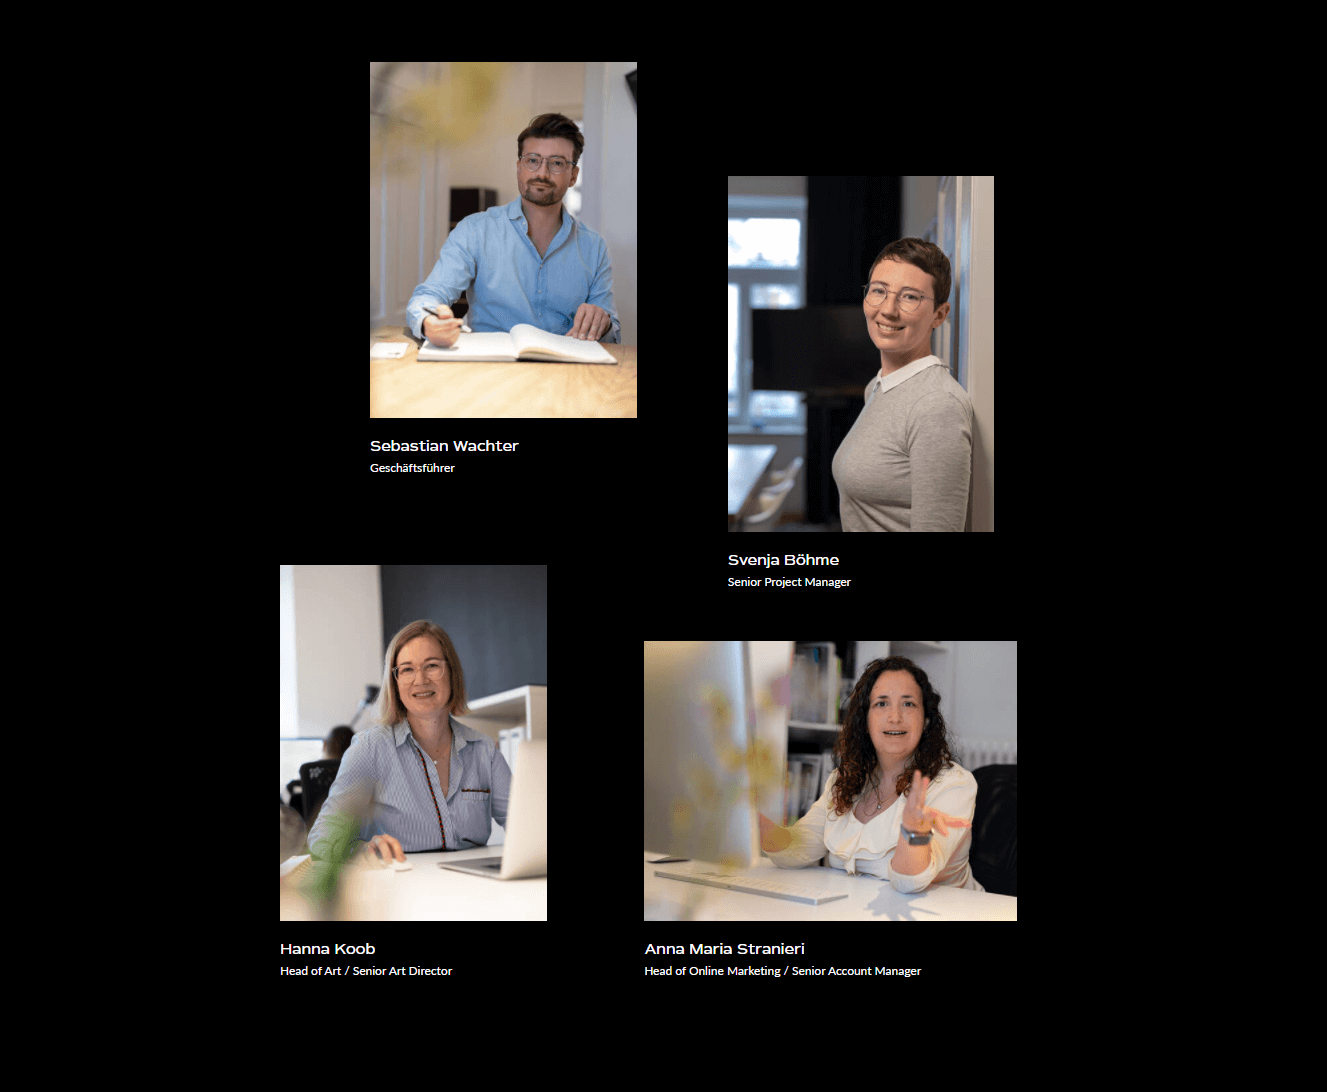 Sebastian Wachter
Geschäftsführer
Svenja Böhme
Senior Project Manager
Hanna Koob
Head of Art / Senior Art Director
Anna Maria Stranieri
Head of Online Marketing / Senior Account Manager